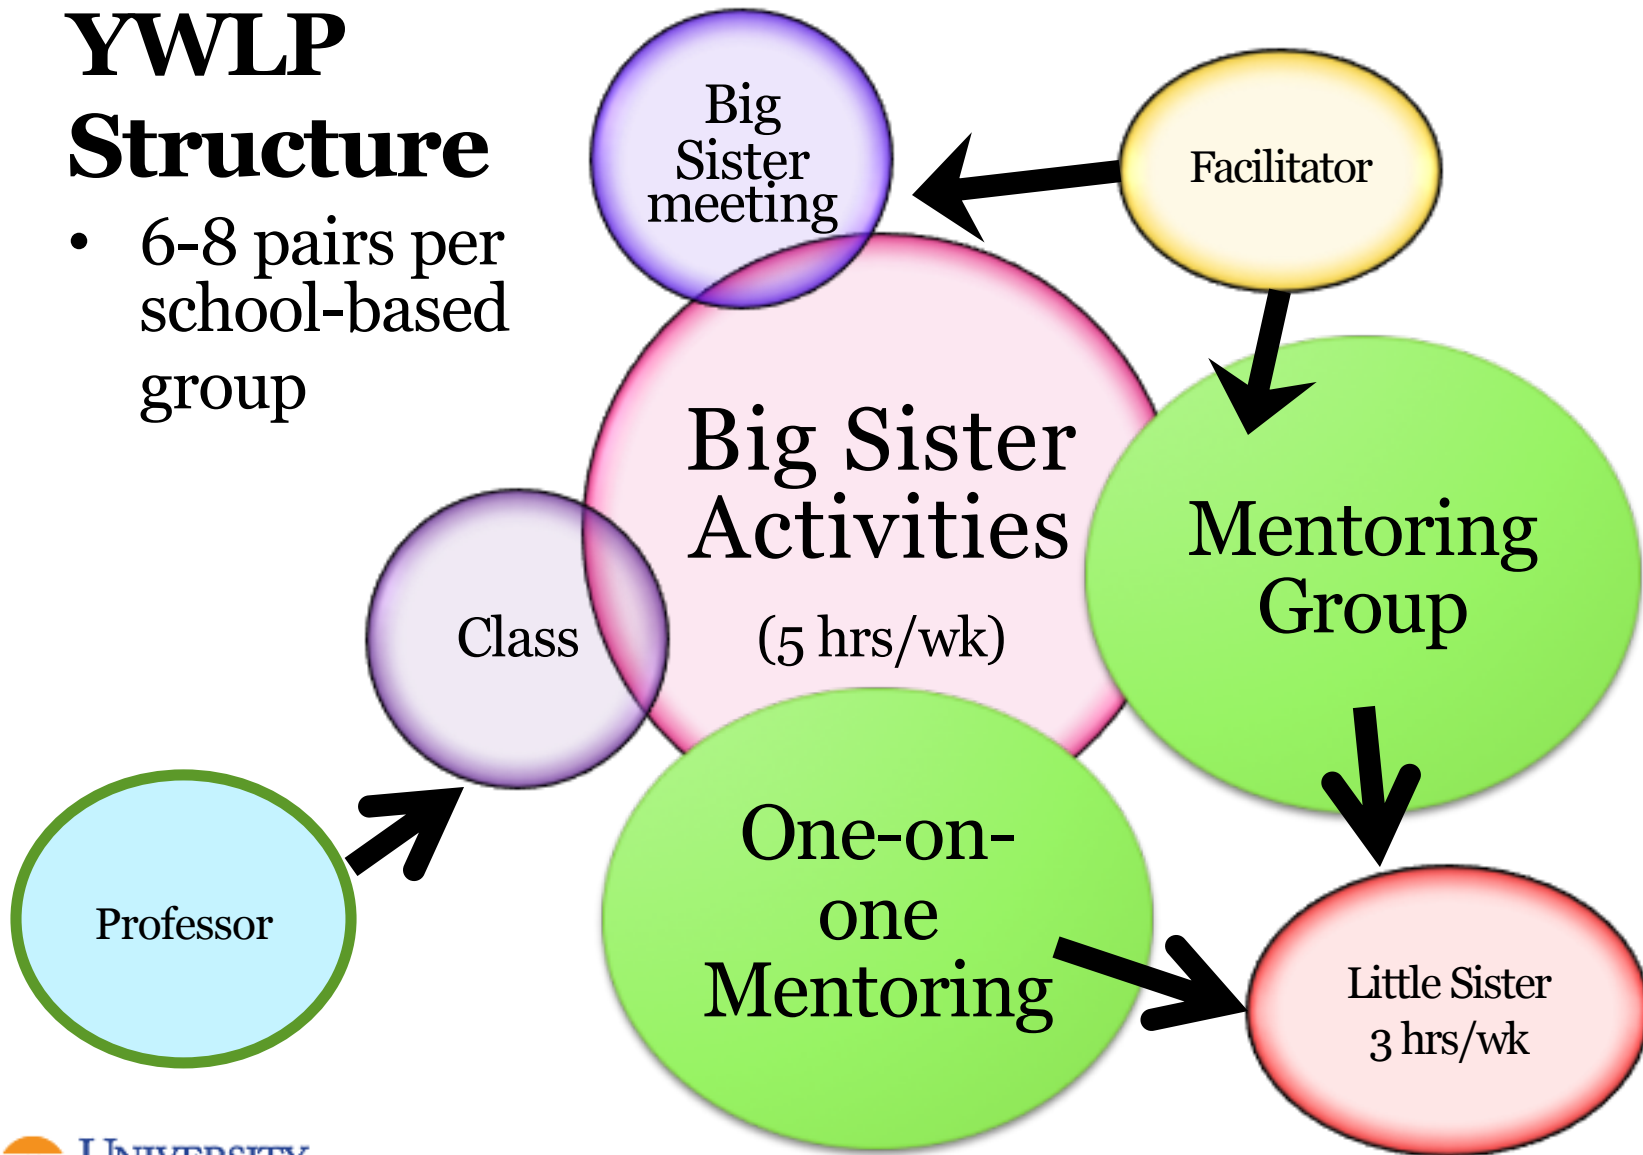 YWLP
Structure
• 6-8 pairs per
school-based
group
Big
Sister
meeting
Facilitator
Big Sister
Activities
(5 hrs/wk)
Mentoring
Group
Class
One-on-
one
Mentoring
Professor
Little Sister
3 hrs/wk
UNIVERSITY